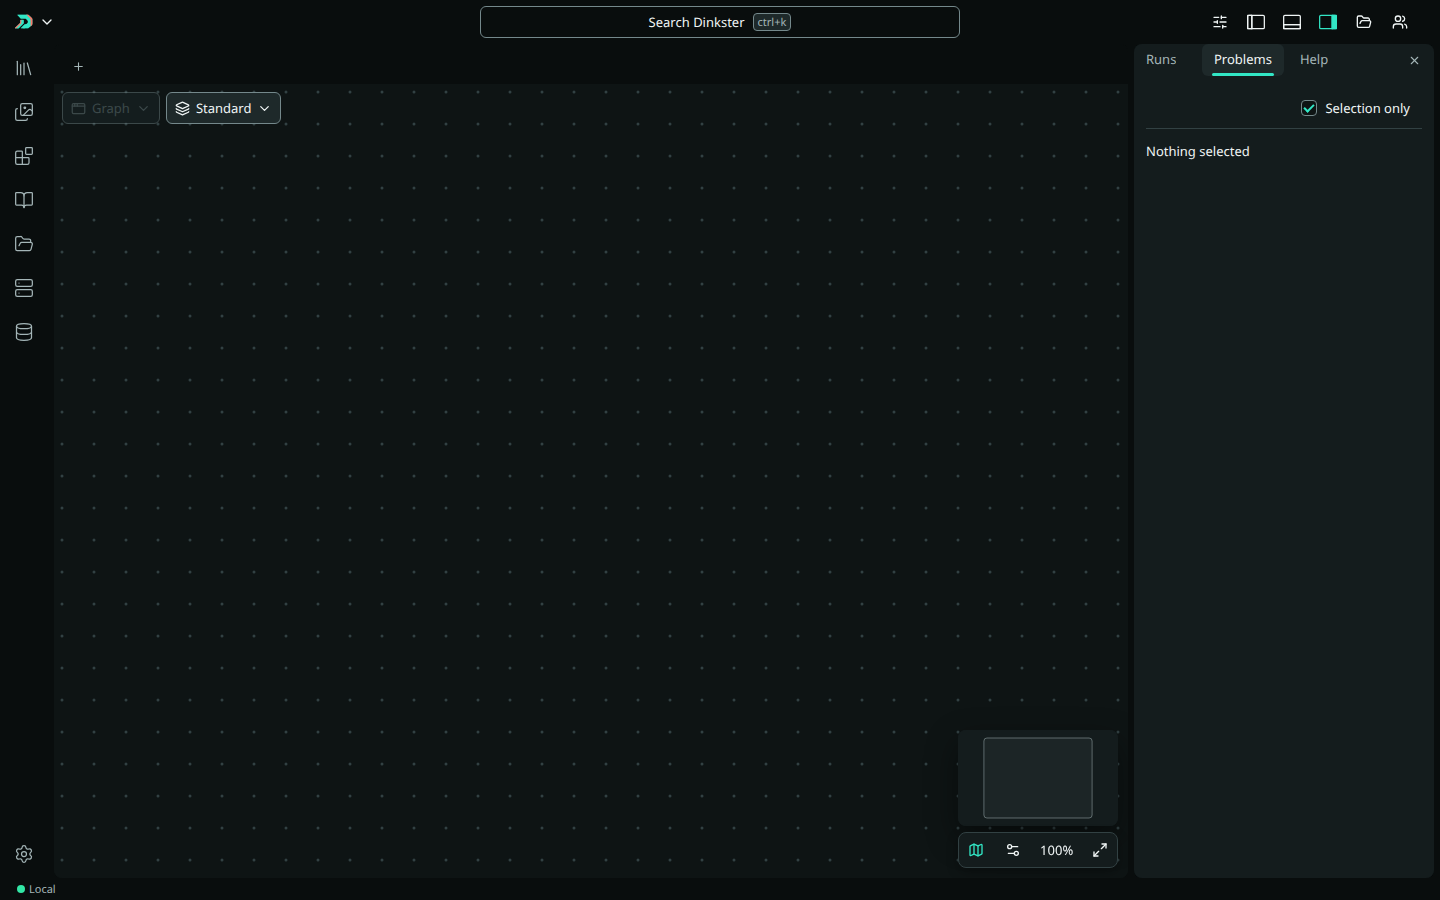 Search Dinkster ctrl+k
Runs Problems Help
Graph Standard
Selection only
Nothing selected
100%
Local